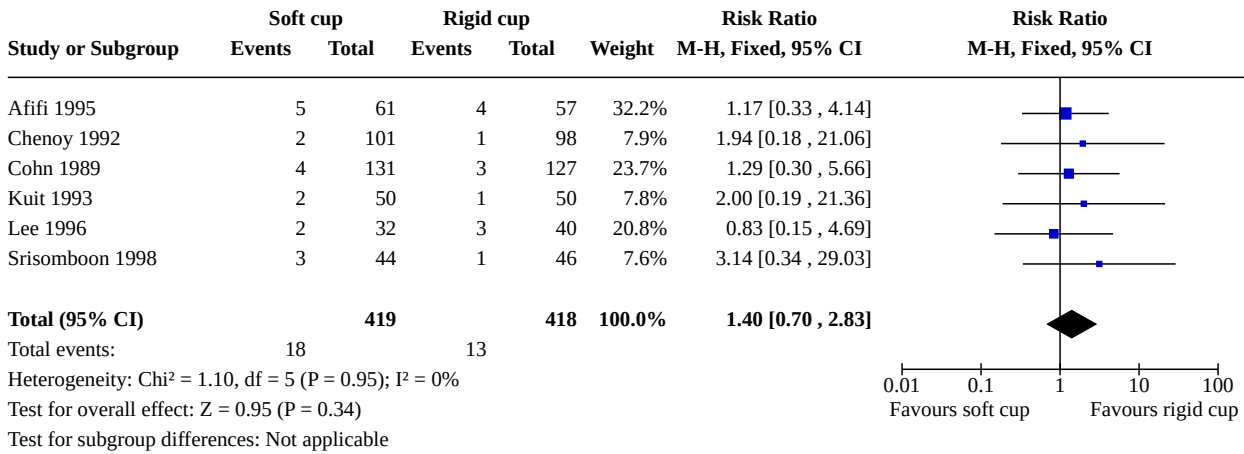 Soft cup Rigid cup Risk Ratio Risk Ratio
Study or Subgroup Events Total Events Total Weight M-H, Fixed, 95% CI M-H, Fixed, 95% CI
Afifi 1995 5 61 4 57 32.2% 1.17 [0.33 , 4.14]
Chenoy 1992 2 101 1 98 7.9% 1.94 [0.18 , 21.06]
Cohn 1989 4 131 3 127 23.7% 1.29 [0.30 , 5.66]
Kuit 1993 2 50 1 50 7.8% 2.00 [0.19 , 21.36]
Lee 1996 2 32 3 40 20.8% 0.83 [0.15 , 4.69]
Srisomboon 1998 3 44 1 46 7.6% 3.14 [0.34 , 29.03]
Total (95% CI) 419 418 100.0% 1.40 [0.70 , 2.83]
Total events: 18 13
Heterogeneity: Chi² = 1.10, df = 5 (P = 0.95); I² = 0%
0.01 0.1 1 10 100
Test for overall effect: Z = 0.95 (P = 0.34)
Favours soft cup Favours rigid cup
Test for subgroup differences: Not applicable